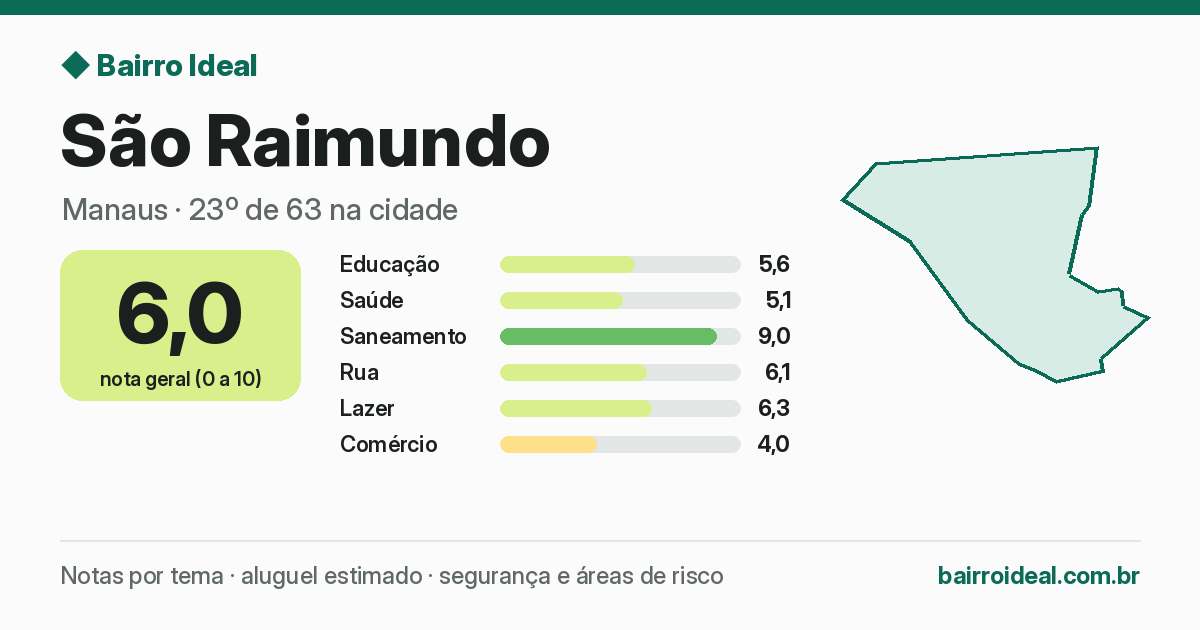 Bairro Ideal
São Raimundo
Manaus · 23º de 63 na cidade
6,0
nota geral (0 a 10)
Educação 5,6
Saúde 5,1
Saneamento 9,0
Rua 6,1
Lazer 6,3
Comércio 4,0
Notas por tema · aluguel estimado · segurança e áreas de risco
bairroideal.com.br